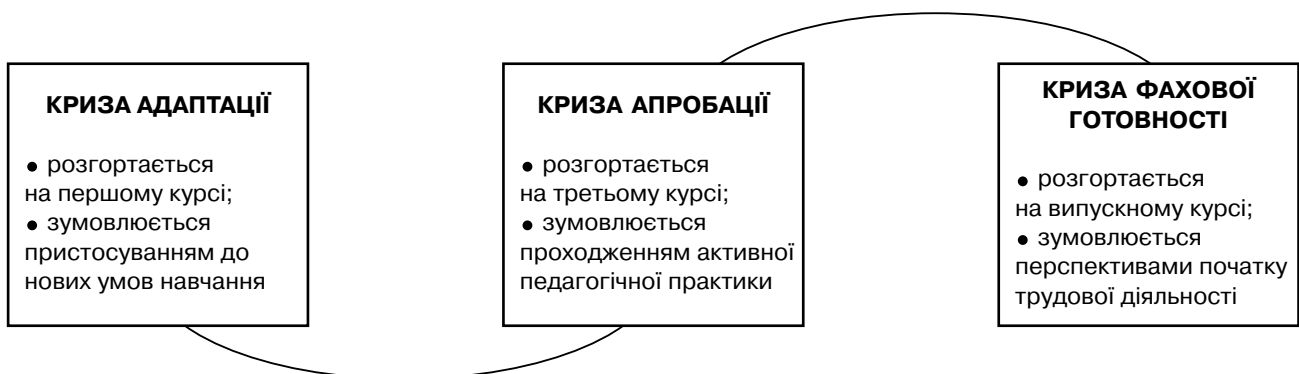 КРИЗА АДАПТАЦІЇ
● розгортається
на першому курсі;
● зумовлюється
пристосуванням до
нових умов навчання
КРИЗА АПРОБАЦІЇ
● розгортається
на третьому курсі;
● зумовлюється
проходженням активної
педагогічної практики
КРИЗА ФАХОВОЇ
ГОТОВНОСТІ
● розгортається
на випускному курсі;
● зумовлюється
перспективами початку
трудової діяльності